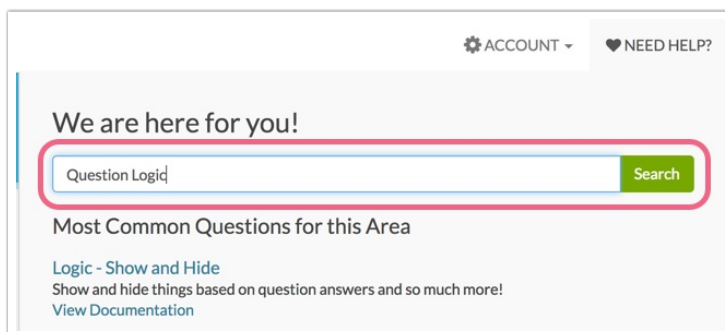 ACCOUNT NEED HELP?
We are here for you!
Question Logic Search
Most Common Questions for this Area
Logic - Show and Hide
Show and hide things based on question answers and so much more!
View Documentation